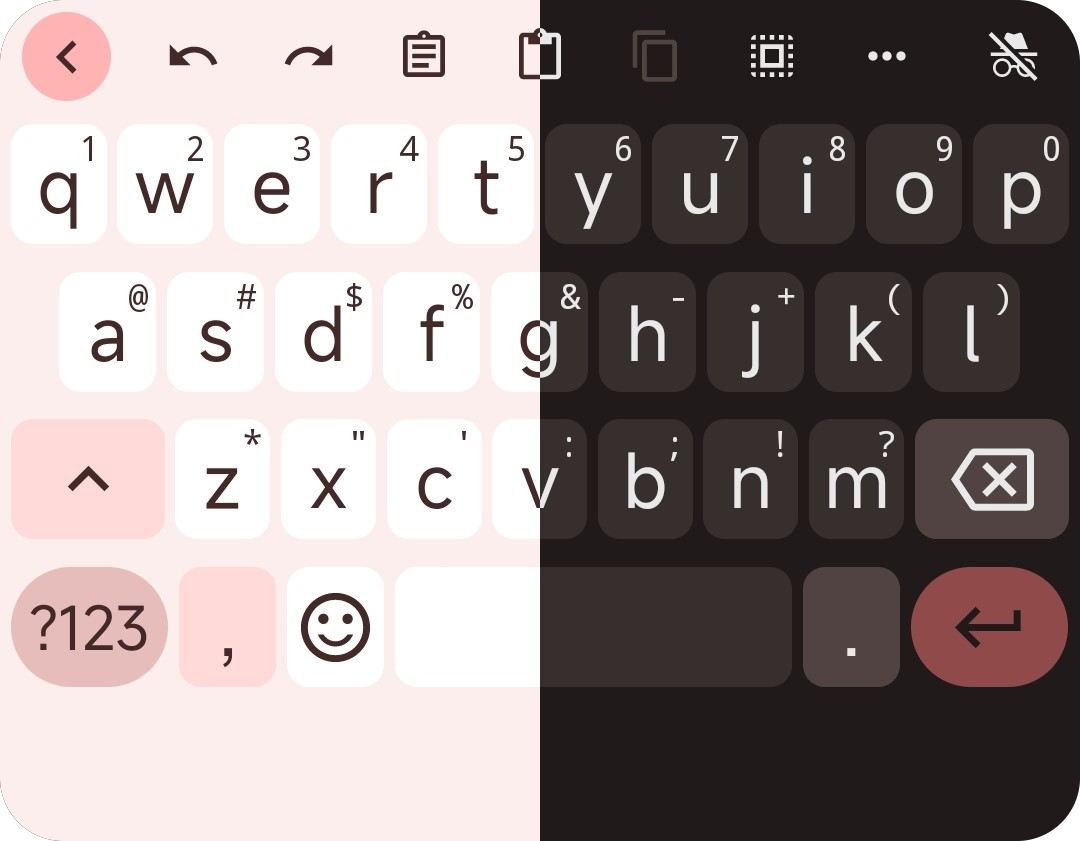 q 1 w 2 e 3 r 4 t 5 y 6 u 7 i 8 o 9 p 0
a @ s # d $ f % g & h - j + k ( l )
z * x " c ' v : b ; n ! m ?
?123 , .